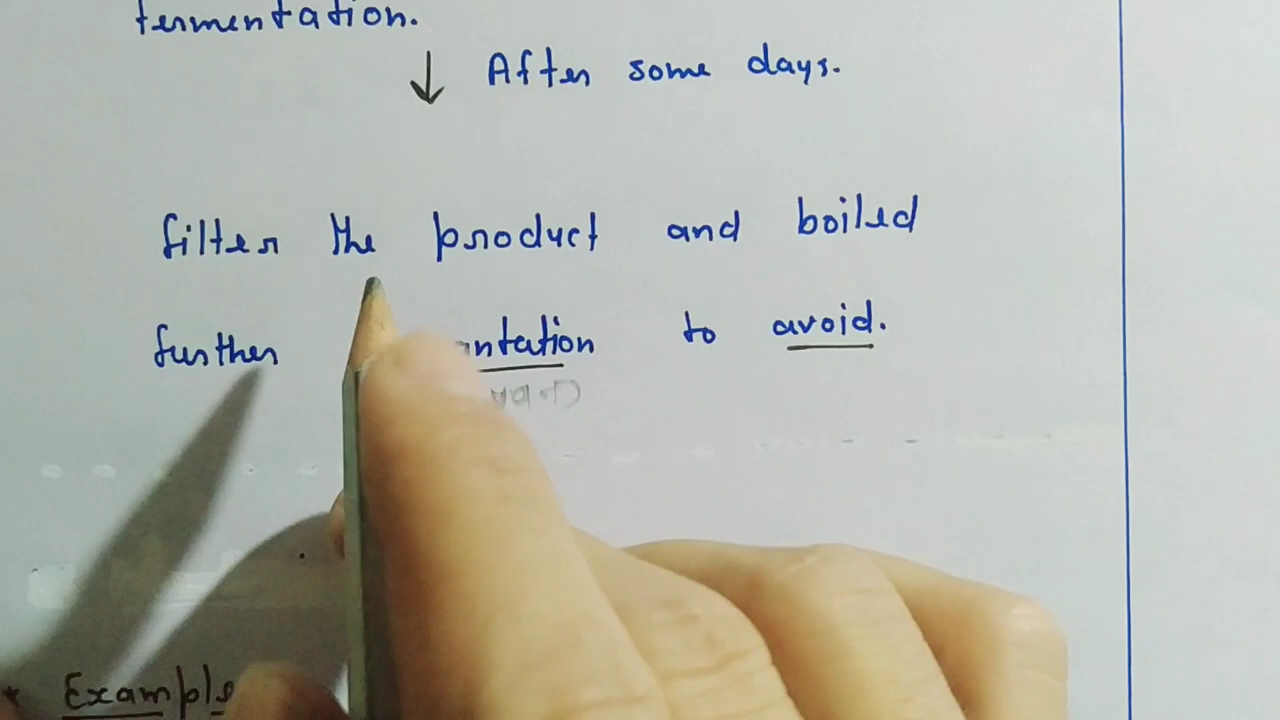 fermentation.
↓ After some days.
filter the product and boiled
further ntation to avoid.
* Example